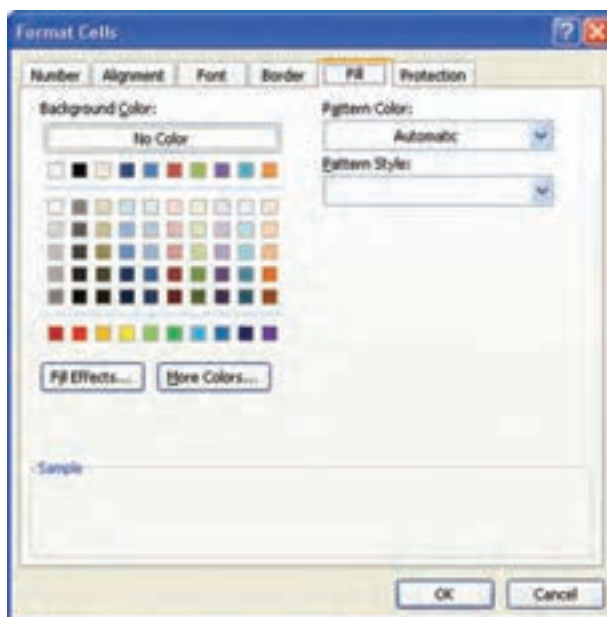 Format Cells
Number Alignment Font Border Fill Protection
Background Color: Pattern Color:
No Color Automatic
Pattern Style:
Fill Effects... More Colors...
Sample
OK Cancel